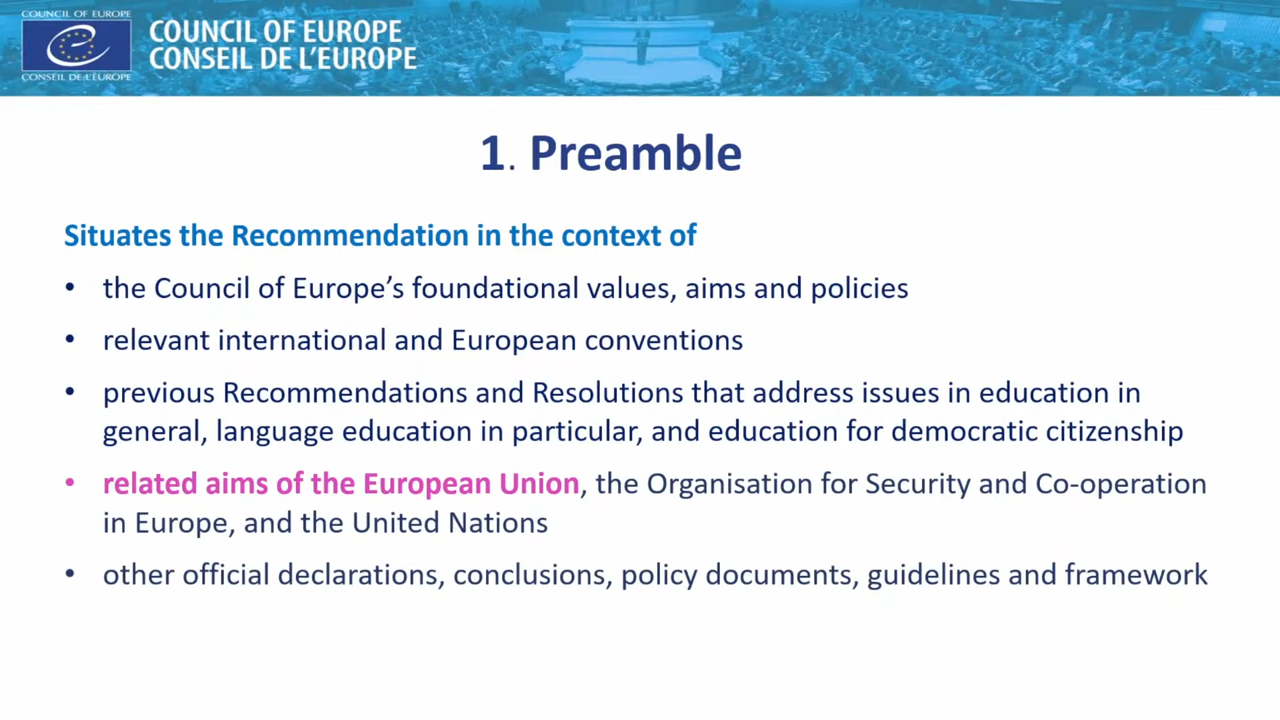 COUNCIL OF EUROPE
CONSEIL DE L'EUROPE
COUNCIL OF EUROPE
CONSEIL DE L'EUROPE
1. Preamble
Situates the Recommendation in the context of
• the Council of Europe’s foundational values, aims and policies
• relevant international and European conventions
• previous Recommendations and Resolutions that address issues in education in
general, language education in particular, and education for democratic citizenship
• related aims of the European Union, the Organisation for Security and Co-operation
in Europe, and the United Nations
• other official declarations, conclusions, policy documents, guidelines and framework